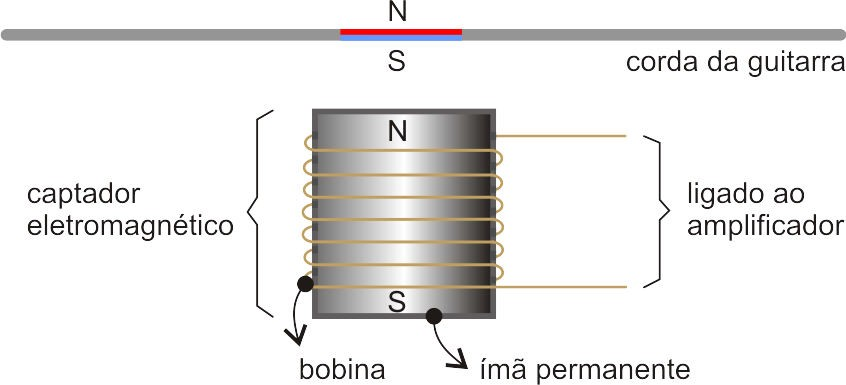 N
S
corda da guitarra
N
captador
eletromagnético
ligado ao
amplificador
S
bobina
ímã permanente